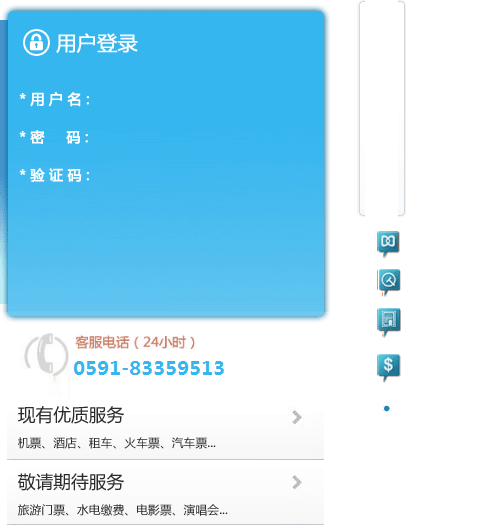 用户登录
* 用 户 名：
* 密 码：
* 验 证 码：
客服电话（24小时）
0591-83359513
现有优质服务
机票、酒店、租车、火车票、汽车票...
敬请期待服务
旅游门票、水电缴费、电影票、演唱会...
$